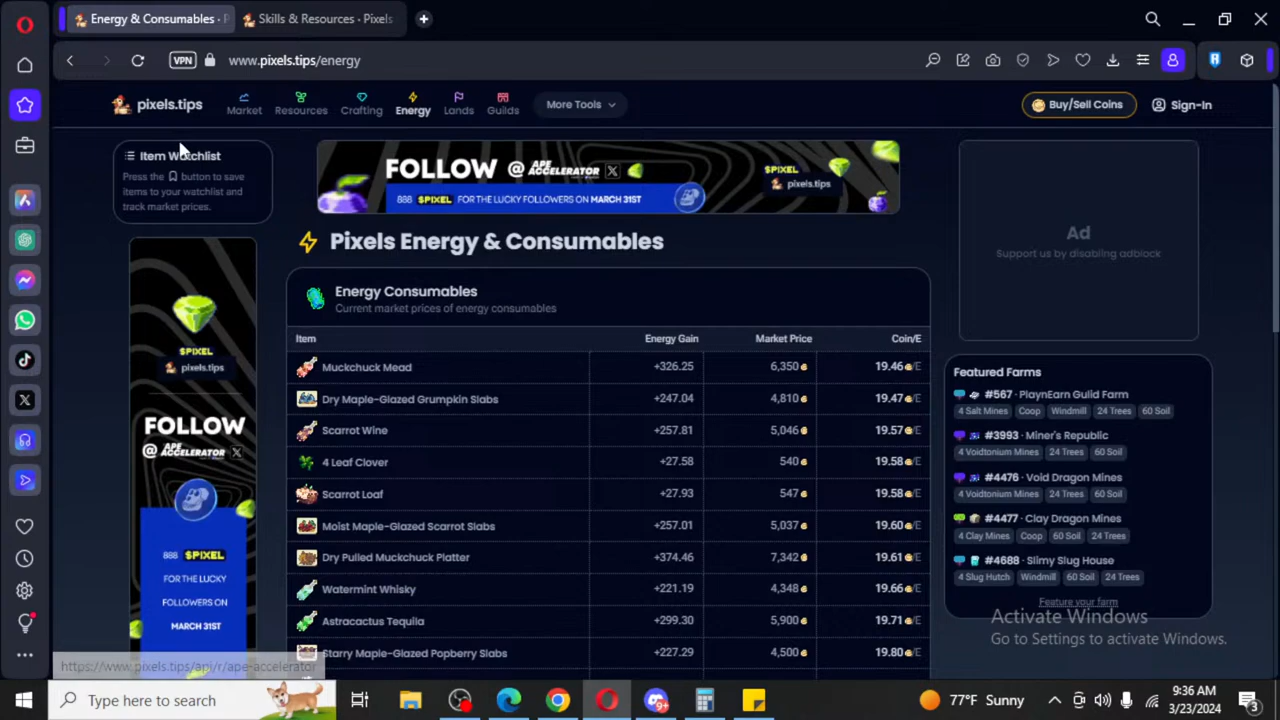 Energy & Consumables · P
Skills & Resources · Pixels
VPN
www.pixels.tips/energy
pixels.tips
Market
Resources
Crafting
Energy
Lands
Guilds
More Tools
Buy/Sell Coins
Sign-In
Item Watchlist
Press the button to save
items to your watchlist and
track market prices.
FOLLOW @ APE ACCELERATOR X
888 $PIXEL FOR THE LUCKY FOLLOWERS ON MARCH 31ST
$PIXEL
pixels.tips
Ad
Support us by disabling adblock
$PIXEL
pixels.tips
FOLLOW
@ APE ACCELERATOR X
888 $PIXEL
FOR THE LUCKY
FOLLOWERS ON
MARCH 31ST
Pixels Energy & Consumables
Energy Consumables
Current market prices of energy consumables
Item Energy Gain Market Price Coin/E
Muckchuck Mead +326.25 6,350 19.46/E
Dry Maple-Glazed Grumpkin Slabs +247.04 4,810 19.47/E
Scarrot Wine +257.81 5,046 19.57/E
4 Leaf Clover +27.58 540 19.58/E
Scarrot Loaf +27.93 547 19.58/E
Moist Maple-Glazed Scarrot Slabs +257.01 5,037 19.60/E
Dry Pulled Muckchuck Platter +374.46 7,342 19.61/E
Watermint Whisky +221.19 4,348 19.66/E
Astracactus Tequila +299.30 5,900 19.71/E
Starry Maple-Glazed Popberry Slabs +227.29 4,500 19.80/E
Featured Farms
#567 · PlaynEarn Guild Farm
4 Salt Mines Coop Windmill 24 Trees 60 Soil
#3993 · Miner's Republic
4 Voidtonium Mines 24 Trees 60 Soil
#4476 · Void Dragon Mines
4 Voidtonium Mines 24 Trees 60 Soil
#4477 · Clay Dragon Mines
4 Clay Mines Coop 60 Soil 24 Trees
#4688 · Slimy Slug House
4 Slug Hutch Windmill 60 Soil 24 Trees
Feature your farm
Activate Windows
Go to Settings to activate Windows.
https://www.pixels.tips/api/r/ape-accelerator
Type here to search
9+
77°F Sunny
9:36 AM
3/23/2024
3